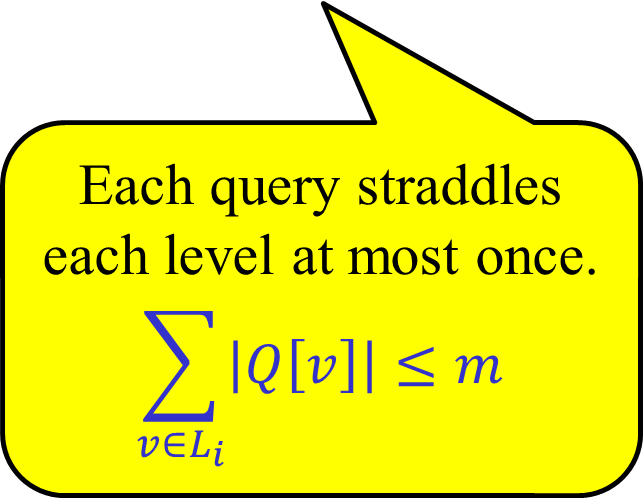 Each query straddles
each level at most once.
∑_{v∈L_i} |Q[v]| ≤ m